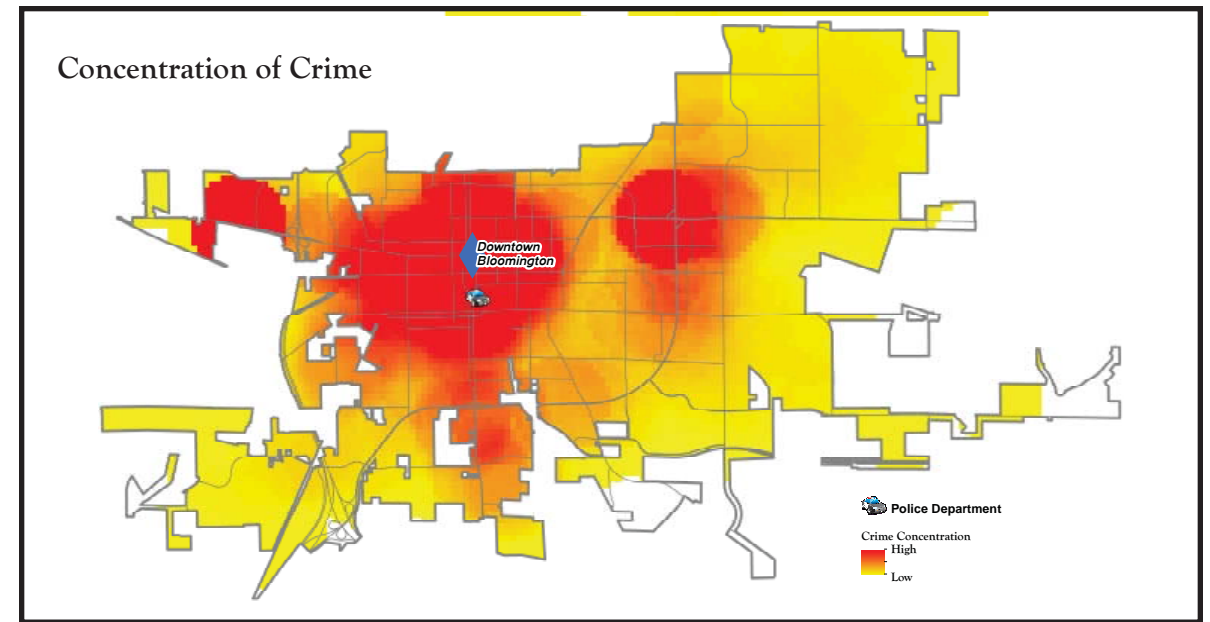 Concentration of Crime
Downtown
Bloomington
Police Department
Crime Concentration
High
Low